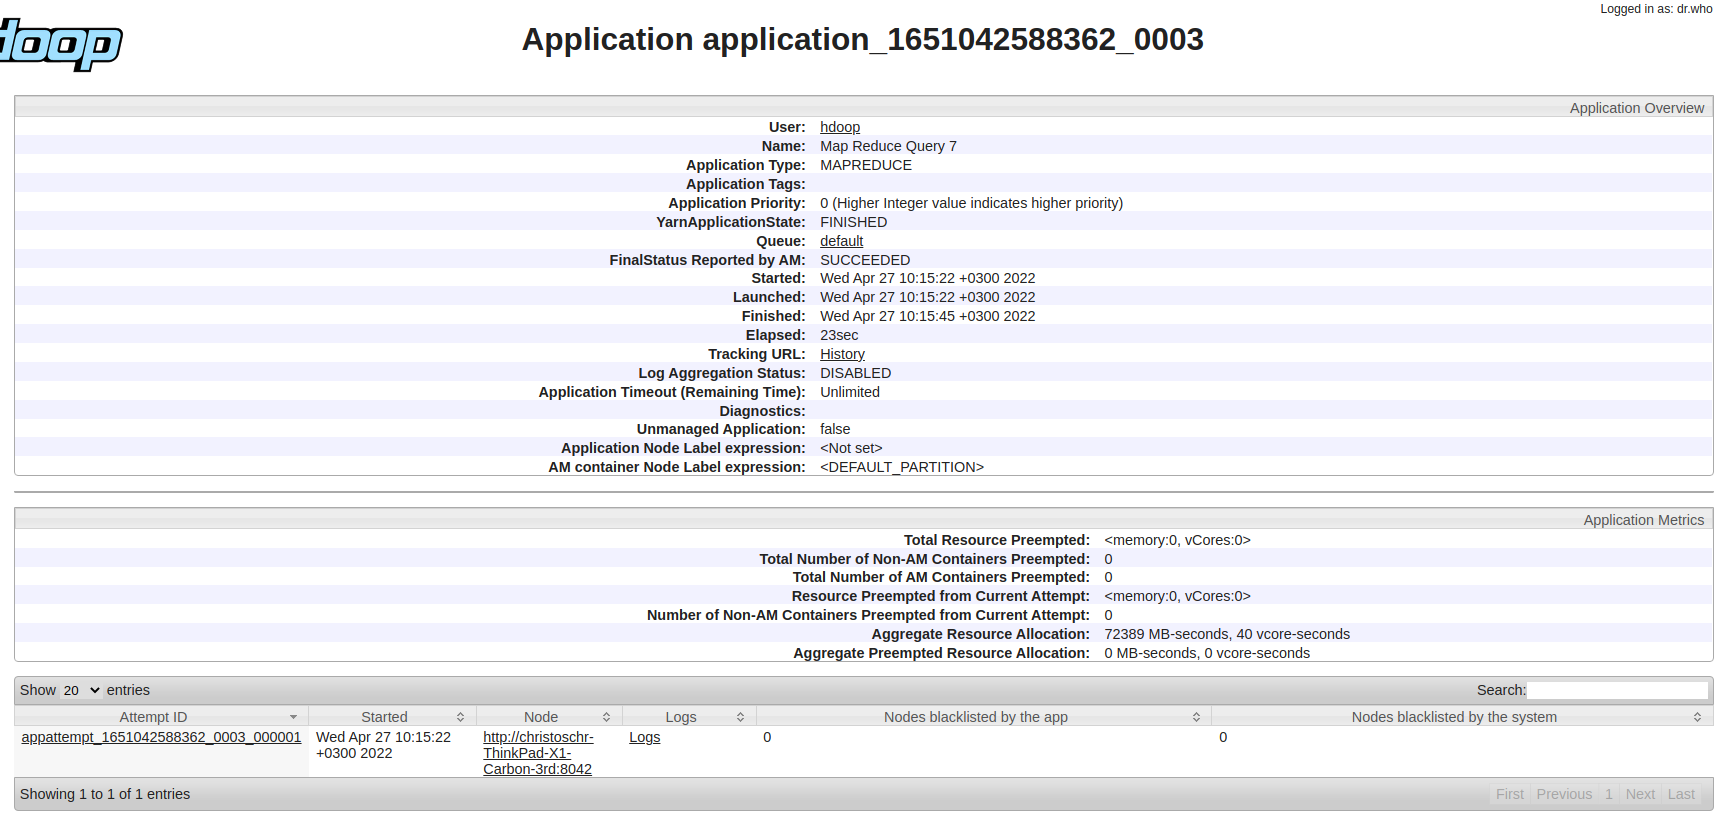 Logged in as: dr.who
doop
Application application_1651042588362_0003
Application Overview
User: hdoop
Name: Map Reduce Query 7
Application Type: MAPREDUCE
Application Tags:
Application Priority: 0 (Higher Integer value indicates higher priority)
YarnApplicationState: FINISHED
Queue: default
FinalStatus Reported by AM: SUCCEEDED
Started: Wed Apr 27 10:15:22 +0300 2022
Launched: Wed Apr 27 10:15:22 +0300 2022
Finished: Wed Apr 27 10:15:45 +0300 2022
Elapsed: 23sec
Tracking URL: History
Log Aggregation Status: DISABLED
Application Timeout (Remaining Time): Unlimited
Diagnostics:
Unmanaged Application: false
Application Node Label expression: <Not set>
AM container Node Label expression: <DEFAULT_PARTITION>
Application Metrics
Total Resource Preempted: <memory:0, vCores:0>
Total Number of Non-AM Containers Preempted: 0
Total Number of AM Containers Preempted: 0
Resource Preempted from Current Attempt: <memory:0, vCores:0>
Number of Non-AM Containers Preempted from Current Attempt: 0
Aggregate Resource Allocation: 72389 MB-seconds, 40 vcore-seconds
Aggregate Preempted Resource Allocation: 0 MB-seconds, 0 vcore-seconds
Show 20 entries Search:
Attempt ID Started Node Logs Nodes blacklisted by the app Nodes blacklisted by the system
appattempt_1651042588362_0003_000001 Wed Apr 27 10:15:22 http://christoschr- Logs 0 0
+0300 2022 ThinkPad-X1-
Carbon-3rd:8042
Showing 1 to 1 of 1 entries First Previous 1 Next Last